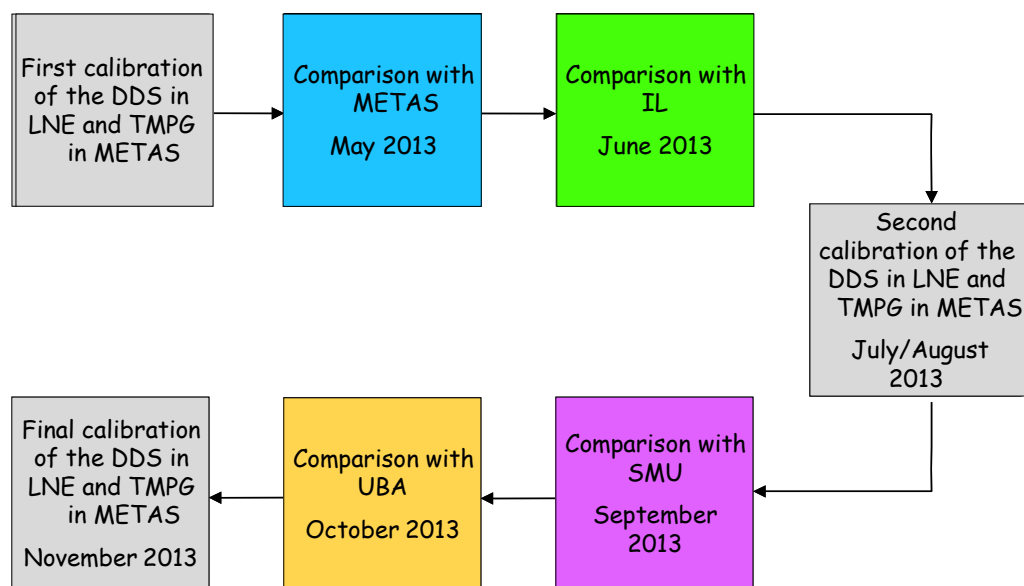 First calibration
of the DDS in
LNE and TMPG
in METAS
Comparison with
METAS
May 2013
Comparison with
IL
June 2013
Second
calibration of the
DDS in LNE and
TMPG in METAS
July/August
2013
Comparison with
SMU
September
2013
Comparison with
UBA
October 2013
Final calibration
of the DDS in
LNE and TMPG
in METAS
November 2013